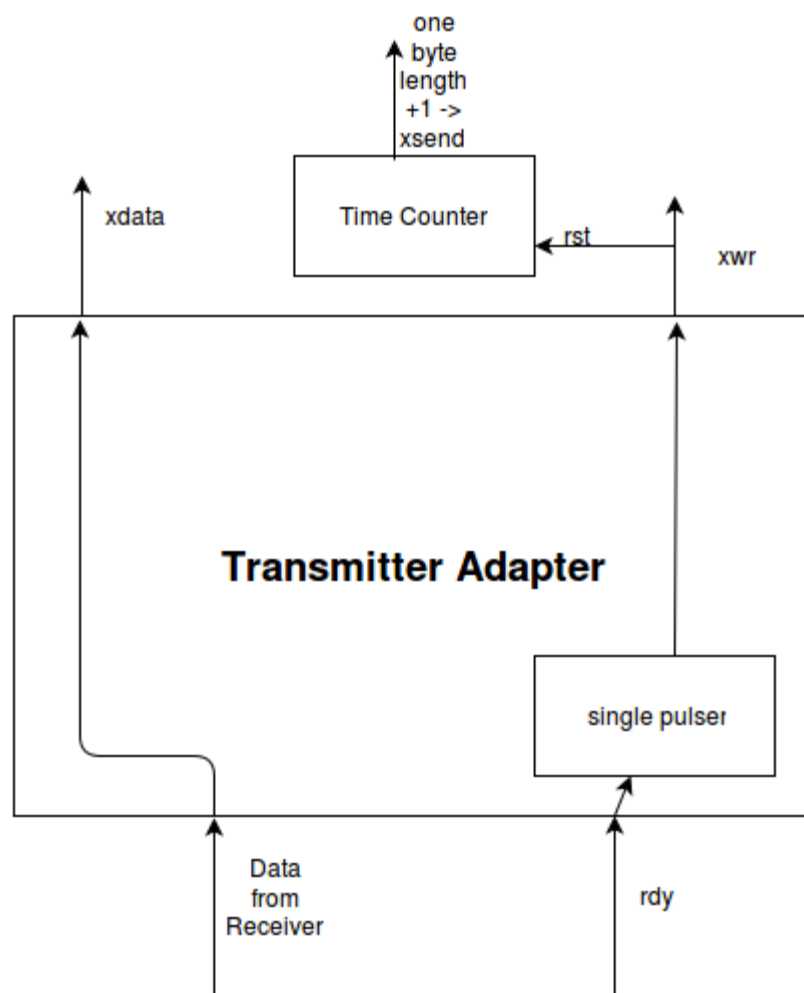 one
byte
length
+1 ->
xsend
xdata
Time Counter
rst
xwr
Transmitter Adapter
single pulser
Data
from
Receiver
rdy